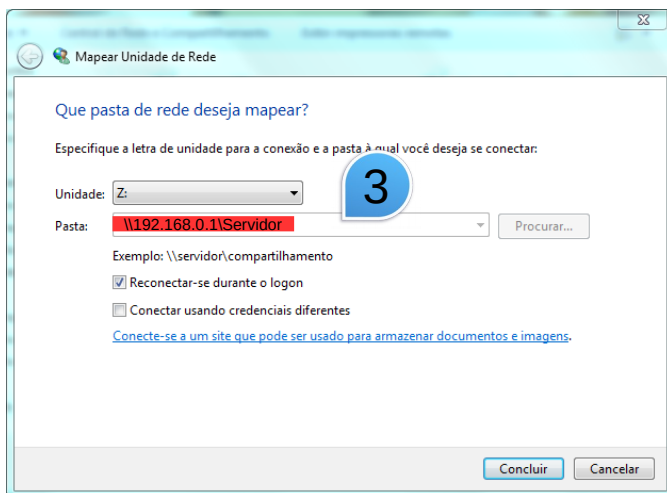 Mapear Unidade de Rede
Que pasta de rede deseja mapear?
Especifique a letra de unidade para a conexão e a pasta à qual você deseja se conectar:
3
Unidade: Z:
Pasta: \\192.168.0.1\Servidor Procurar...
Exemplo: \\servidor\compartilhamento
Reconectar-se durante o logon
Conectar usando credenciais diferentes
Conecte-se a um site que pode ser usado para armazenar documentos e imagens.
Concluir Cancelar